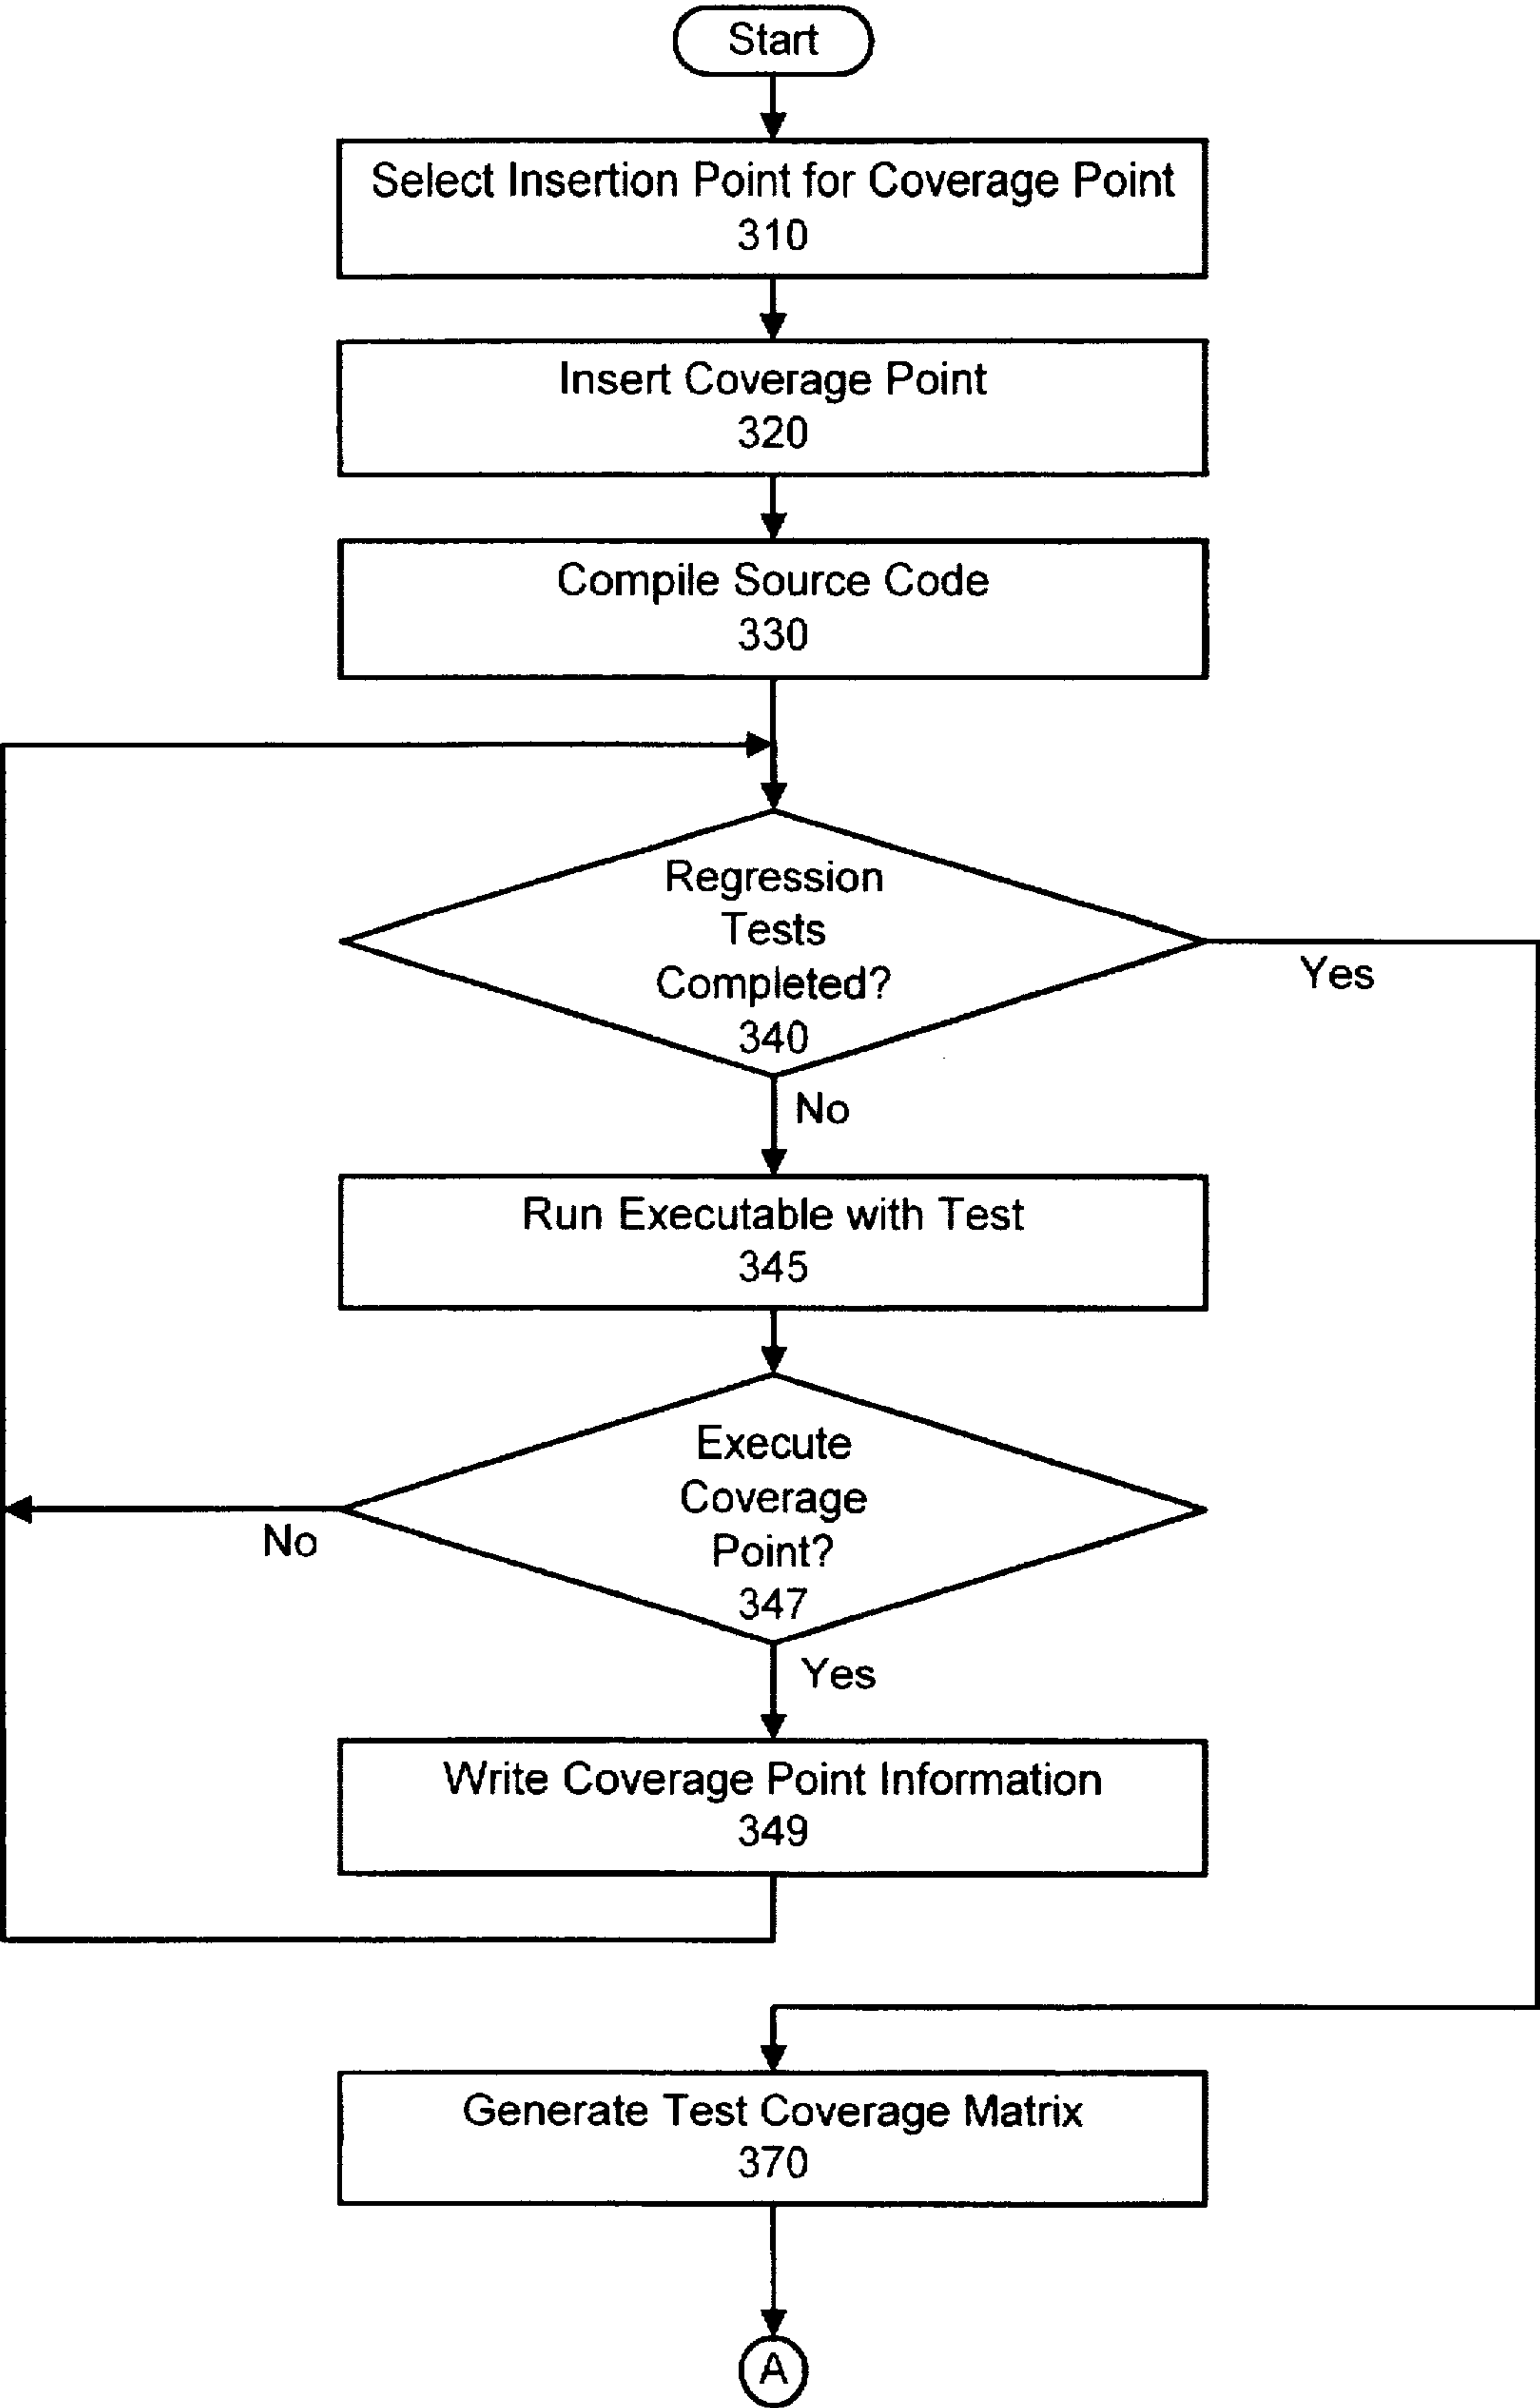 Start
Select Insertion Point for Coverage Point
310
Insert Coverage Point
320
Compile Source Code
330
Regression
Tests
Completed?
340
Yes
No
Run Executable with Test
345
Execute
Coverage
Point?
347
No
Yes
Write Coverage Point Information
349
Generate Test Coverage Matrix
370
A